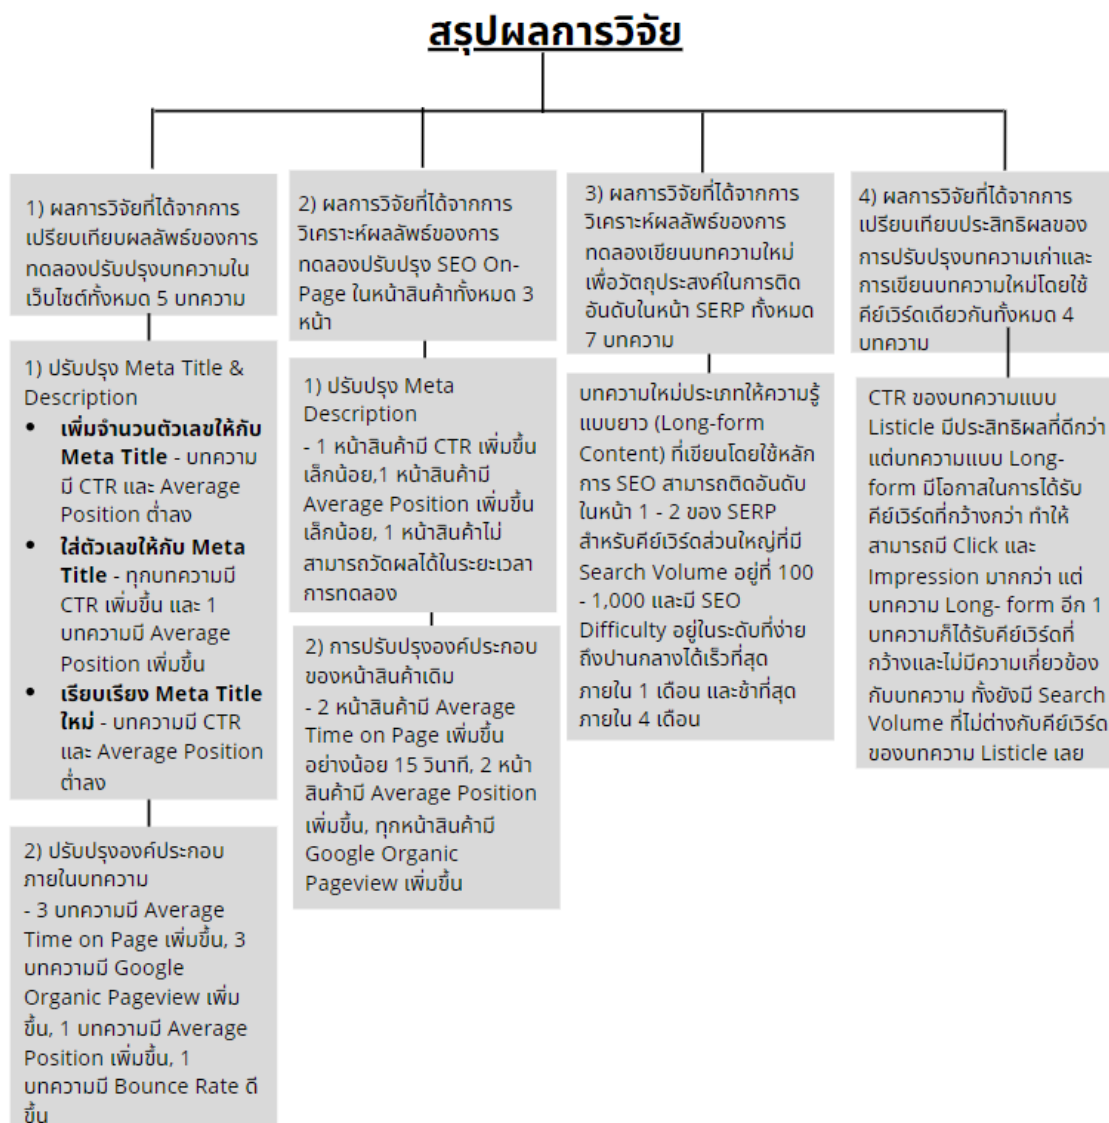 สรุปผลการวิจัย
1) ผลการวิจัยที่ได้จากการ
เปรียบเทียบผลลัพธ์ของการ
ทดลองปรับปรุงบทความใน
เว็บไซต์ทั้งหมด 5 บทความ
1) ปรับปรุง Meta Title &
Description
• เพิ่มจำนวนตัวเลขให้กับ
Meta Title - บทความ
มี CTR และ Average
Position ต่ำลง
• ใส่ตัวเลขให้กับ Meta
Title - ทุกบทความมี
CTR เพิ่มขึ้น และ 1
บทความมี Average
Position เพิ่มขึ้น
• เรียบเรียง Meta Title
ใหม่ - บทความมี CTR
และ Average Position
ต่ำลง
2) ปรับปรุงองค์ประกอบ
ภายในบทความ
- 3 บทความมี Average
Time on Page เพิ่มขึ้น, 3
บทความมี Google
Organic Pageview เพิ่ม
ขึ้น, 1 บทความมี Average
Position เพิ่มขึ้น, 1
บทความมี Bounce Rate ดี
ขึ้น
2) ผลการวิจัยที่ได้จากการ
วิเคราะห์ผลลัพธ์ของการ
ทดลองปรับปรุง SEO On-
Page ในหน้าสินค้าทั้งหมด 3
หน้า
1) ปรับปรุง Meta
Description
- 1 หน้าสินค้ามี CTR เพิ่มขึ้น
เล็กน้อย,1 หน้าสินค้ามี
Average Position เพิ่มขึ้น
เล็กน้อย, 1 หน้าสินค้าไม่
สามารถวัดผลได้ในระยะเวลา
การทดลอง
2) การปรับปรุงองค์ประกอบ
ของหน้าสินค้าเดิม
- 2 หน้าสินค้ามี Average
Time on Page เพิ่มขึ้น
อย่างน้อย 15 วินาที, 2 หน้า
สินค้ามี Average Position
เพิ่มขึ้น, ทุกหน้าสินค้ามี
Google Organic
Pageview เพิ่มขึ้น
3) ผลการวิจัยที่ได้จากการ
วิเคราะห์ผลลัพธ์ของการ
ทดลองเขียนบทความใหม่
เพื่อวัตถุประสงค์ในการติด
อันดับในหน้า SERP ทั้งหมด
7 บทความ
บทความใหม่ประเภทให้ความรู้
แบบยาว (Long-form
Content) ที่เขียนโดยใช้หลัก
การ SEO สามารถติดอันดับ
ในหน้า 1 - 2 ของ SERP
สำหรับคีย์เวิร์ดส่วนใหญ่ที่มี
Search Volume อยู่ที่ 100
- 1,000 และมี SEO
Difficulty อยู่ในระดับที่ง่าย
ถึงปานกลางได้เร็วที่สุด
ภายใน 1 เดือน และช้าที่สุด
ภายใน 4 เดือน
4) ผลการวิจัยที่ได้จากการ
เปรียบเทียบประสิทธิผลของ
การปรับปรุงบทความเก่าและ
การเขียนบทความใหม่โดยใช้
คีย์เวิร์ดเดียวกันทั้งหมด 4
บทความ
CTR ของบทความแบบ
Listicle มีประสิทธิผลที่ดีกว่า
แต่บทความแบบ Long-
form มีโอกาสในการได้รับ
คีย์เวิร์ดที่กว้างกว่า ทำให้
สามารถมี Click และ
Impression มากกว่า แต่
บทความ Long- form อีก 1
บทความก็ได้รับคีย์เวิร์ดที่
กว้างและไม่มีความเกี่ยวข้อง
กับบทความ ทั้งยังมี Search
Volume ที่ไม่ต่างกับคีย์เวิร์ด
ของบทความ Listicle เลย